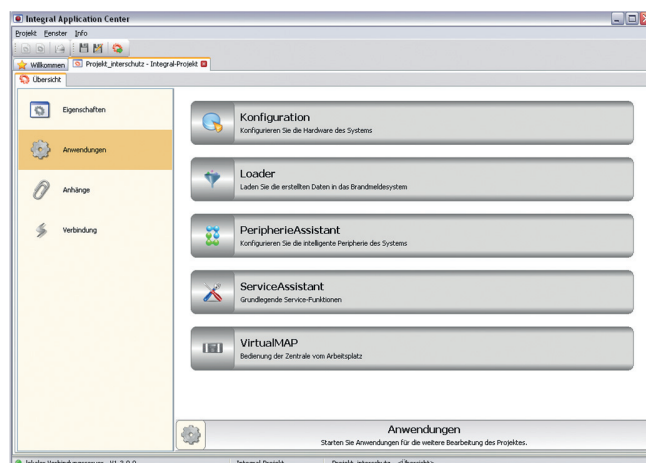 Integral Application Center
Projekt Fenster Info
Willkommen Projekt_interschutz - Integral-Projekt
Übersicht
Eigenschaften
Anwendungen
Anhänge
Verbindung
Konfiguration
Konfigurieren Sie die Hardware des Systems
Loader
Laden Sie die erstellten Daten in das Brandmeldesystem
PeripherieAssistant
Konfigurieren Sie die intelligente Peripherie des Systems
ServiceAssistant
Grundlegende Service-Funktionen
VirtualMAP
Bedienung der Zentrale vom Arbeitsplatz
Anwendungen
Starten Sie Anwendungen für die weitere Bearbeitung des Projektes.